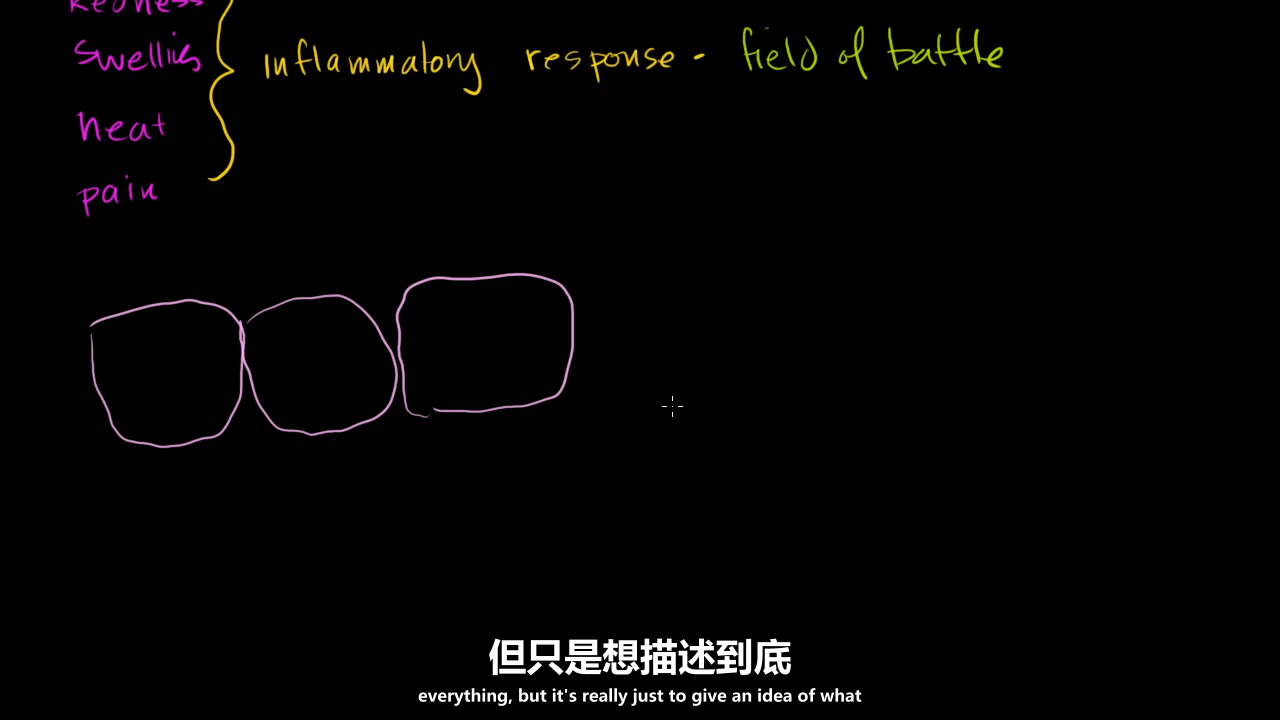 Redness
Swelling
inflammatory response - field of battle
heat
pain
但只是想描述到底
everything, but it's really just to give an idea of what